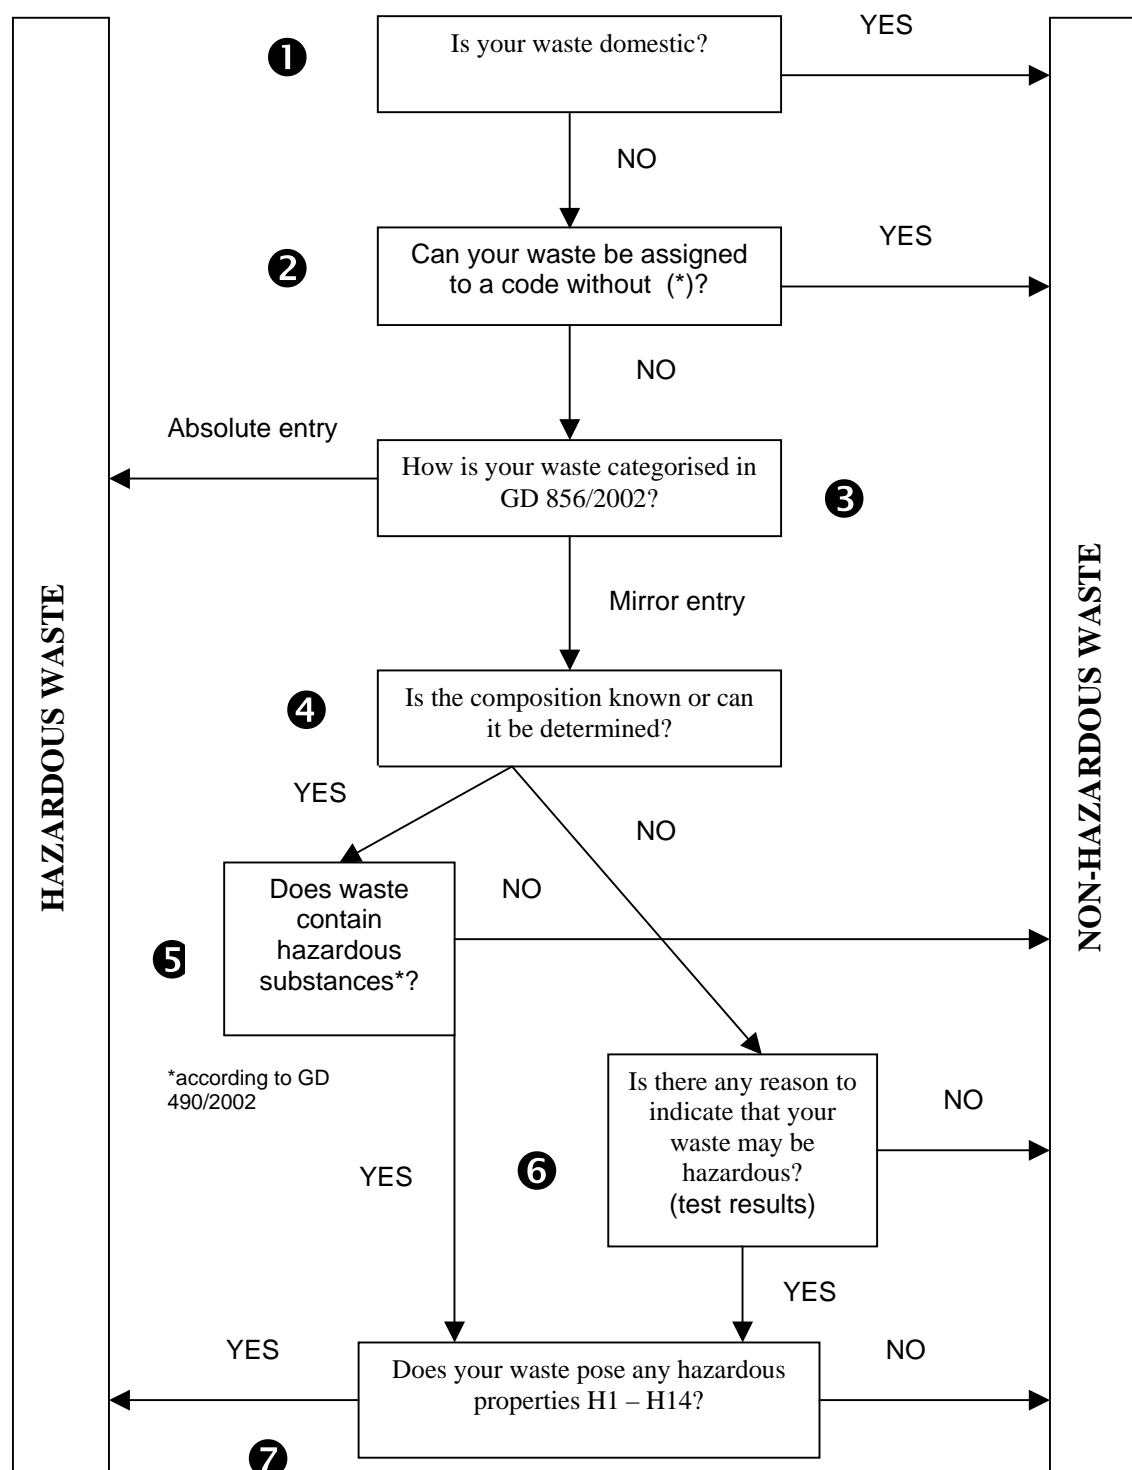 ❶
Is your waste domestic?
YES
NO
❷
Can your waste be assigned
to a code without (*)?
YES
NO
Absolute entry
How is your waste categorised in
GD 856/2002?
❸
HAZARDOUS WASTE
NON-HAZARDOUS WASTE
Mirror entry
❹
Is the composition known or can
it be determined?
YES
NO
❺
Does waste
contain
hazardous
substances*?
NO
*according to GD
490/2002
❻
Is there any reason to
indicate that your
waste may be
hazardous?
(test results)
NO
YES
YES
YES
Does your waste pose any hazardous
properties H1 – H14?
NO
❼